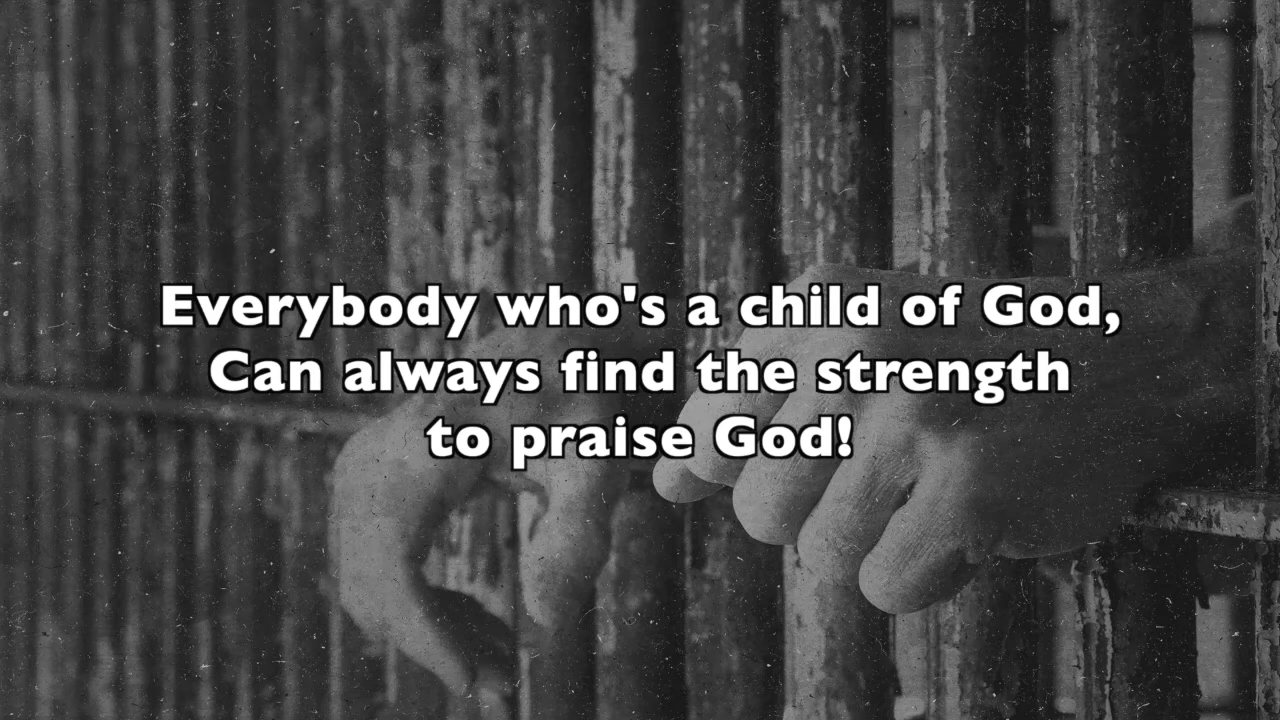 Everybody who's a child of God,
Can always find the strength
to praise God!